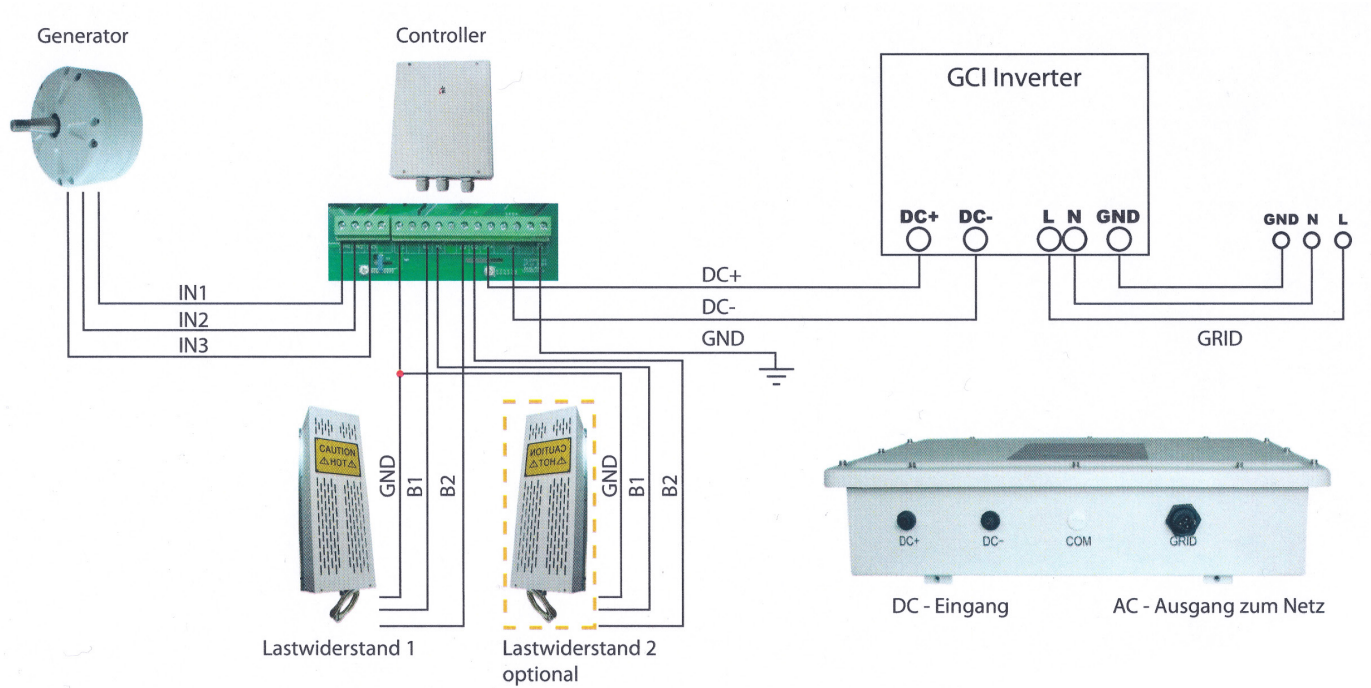 Generator
Controller
GCI Inverter
DC+ DC- L N GND
GND N L
IN1
IN2
IN3
DC+
DC-
GND
GRID
CAUTION
HOT
GND
B1
B2
CAUTION
HOT
GND
B1
B2
Lastwiderstand 1
Lastwiderstand 2
optional
DC+ DC- COM GRID
DC - Eingang
AC - Ausgang zum Netz